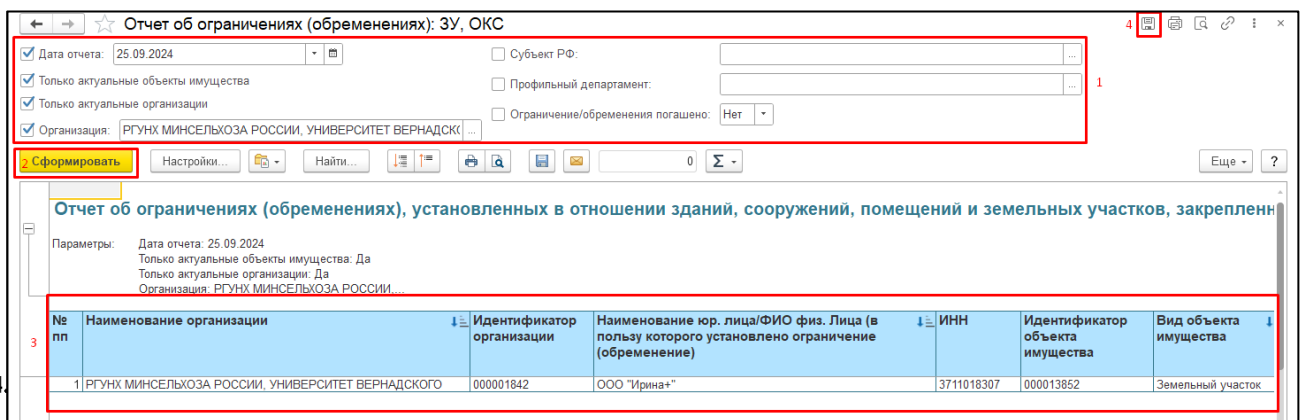 Отчет об ограничениях (обременениях): ЗУ, ОКС
4
Дата отчета: 25.09.2024
Субъект РФ:
Только актуальные объекты имущества
Профильный департамент:
1
Только актуальные организации
Ограничение/обременения погашено: Нет
Организация: РГУНХ МИНСЕЛЬХОЗА РОССИИ, УНИВЕРСИТЕТ ВЕРНАДСК( ...
2 Сформировать Настройки... Найти... 0 Σ Еще ?
Отчет об ограничениях (обременениях), установленных в отношении зданий, сооружений, помещений и земельных участков, закрепленн
Параметры: Дата отчета: 25.09.2024
Только актуальные объекты имущества: Да
Только актуальные организации: Да
Организация: РГУНХ МИНСЕЛЬХОЗА РОССИИ,...
3
№ пп
Наименование организации
Идентификатор
организации
Наименование юр. лица/ФИО физ. Лица (в
пользу которого установлено ограничение
(обременение)
ИНН
Идентификатор
объекта
имущества
Вид объекта
имущества
1 РГУНХ МИНСЕЛЬХОЗА РОССИИ, УНИВЕРСИТЕТ ВЕРНАДСКОГО 000001842 ООО "Ирина+" 3711018307 000013852 Земельный участок